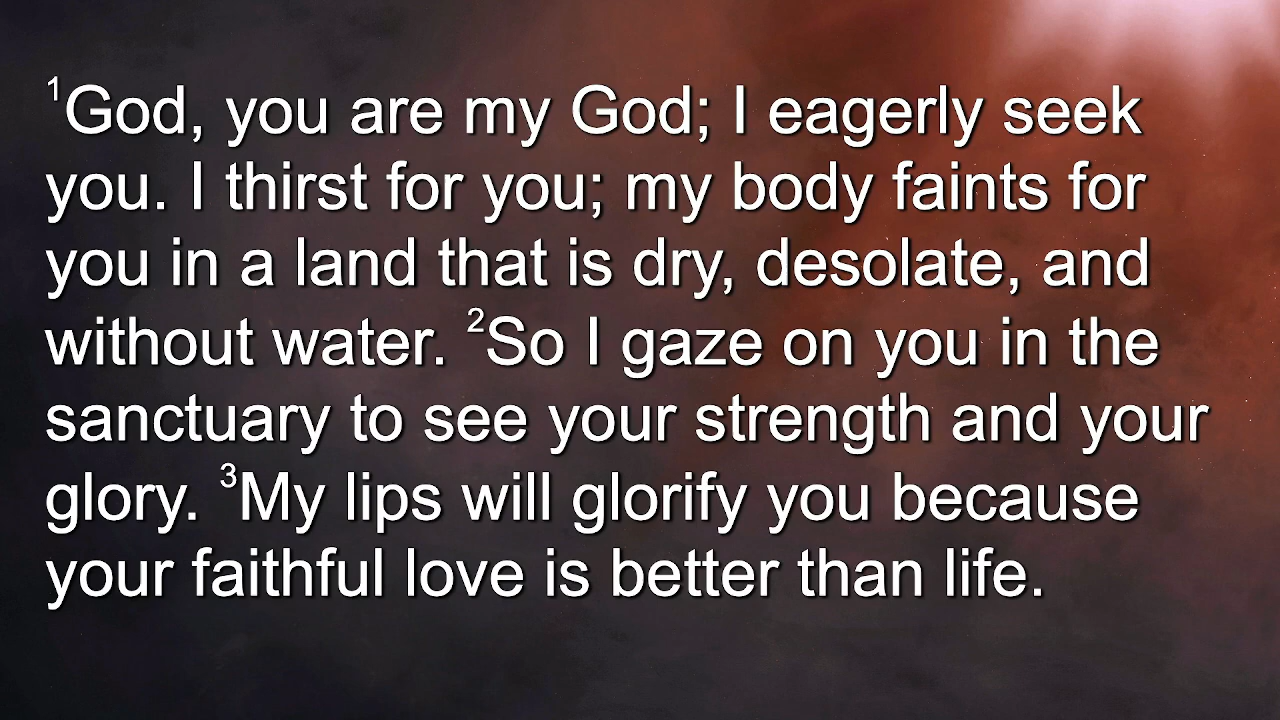 ¹God, you are my God; I eagerly seek
you. I thirst for you; my body faints for
you in a land that is dry, desolate, and
without water. ²So I gaze on you in the
sanctuary to see your strength and your
glory. ³My lips will glorify you because
your faithful love is better than life.